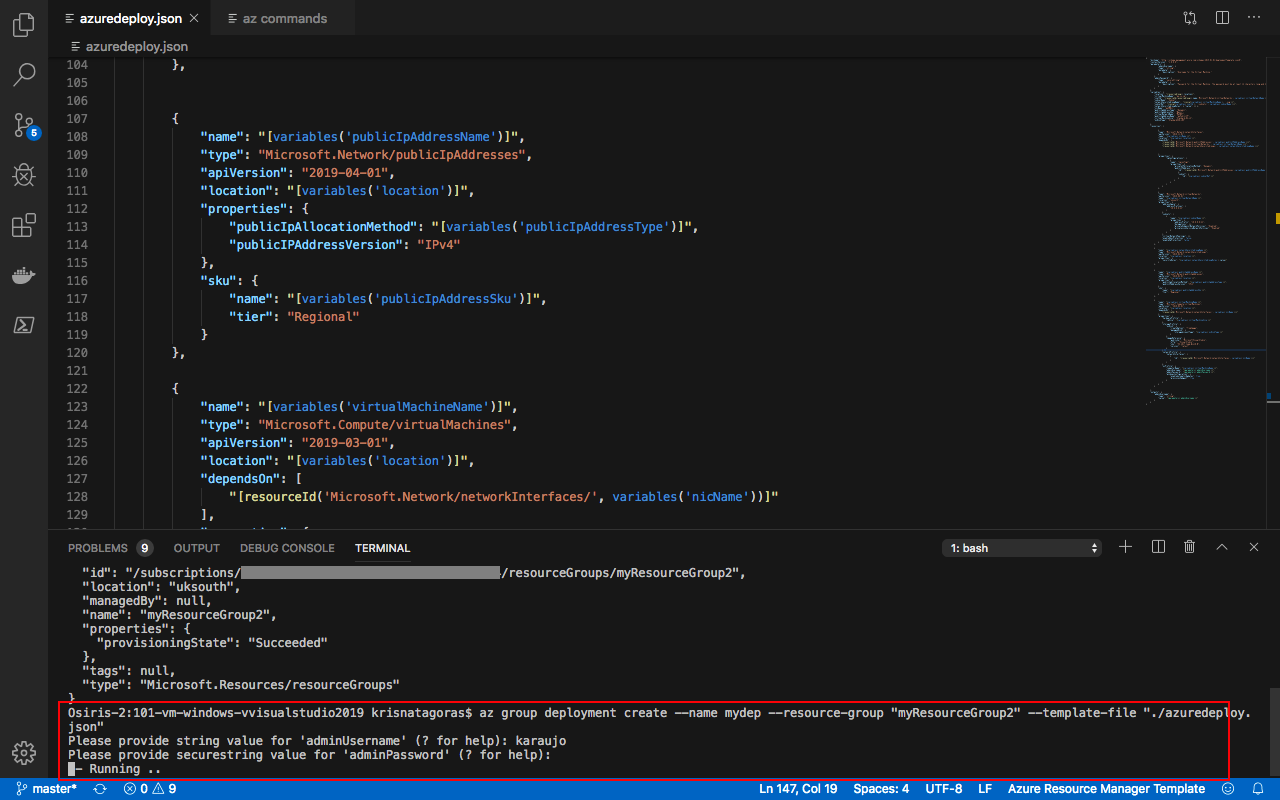 azuredeploy.json
az commands
azuredeploy.json
104 },
105
106
107 {
108 "name": "[variables('publicIpAddressName')]",
109 "type": "Microsoft.Network/publicIPAddresses",
110 "apiVersion": "2019-04-01",
111 "location": "[variables('location')]",
112 "properties": {
113 "publicIpAllocationMethod": "[variables('publicIpAddressType')]",
114 "publicIPAddressVersion": "IPv4"
115 },
116 "sku": {
117 "name": "[variables('publicIpAddressSku')]",
118 "tier": "Regional"
119 }
120 },
121
122 {
123 "name": "[variables('virtualMachineName')]",
124 "type": "Microsoft.Compute/virtualMachines",
125 "apiVersion": "2019-03-01",
126 "location": "[variables('location')]",
127 "dependsOn": [
128 "[resourceId('Microsoft.Network/networkInterfaces/', variables('nicName'))]"
129 ],
5
PROBLEMS 9 OUTPUT DEBUG CONSOLE TERMINAL 1: bash
"id": "/subscriptions/ /resourceGroups/myResourceGroup2",
"location": "uksouth",
"managedBy": null,
"name": "myResourceGroup2",
"properties": {
"provisioningState": "Succeeded"
},
"tags": null,
"type": "Microsoft.Resources/resourceGroups"
}
Osiris-2:101-vm-windows-vvisualstudio2019 krisnatagoras$ az group deployment create --name mydep --resource-group "myResourceGroup2" --template-file "./azuredeploy.
json"
Please provide string value for 'adminUsername' (? for help): karaujo
Please provide securestring value for 'adminPassword' (? for help):
- Running ..
master* 0 9 Ln 147, Col 19 Spaces: 4 UTF-8 LF Azure Resource Manager Template